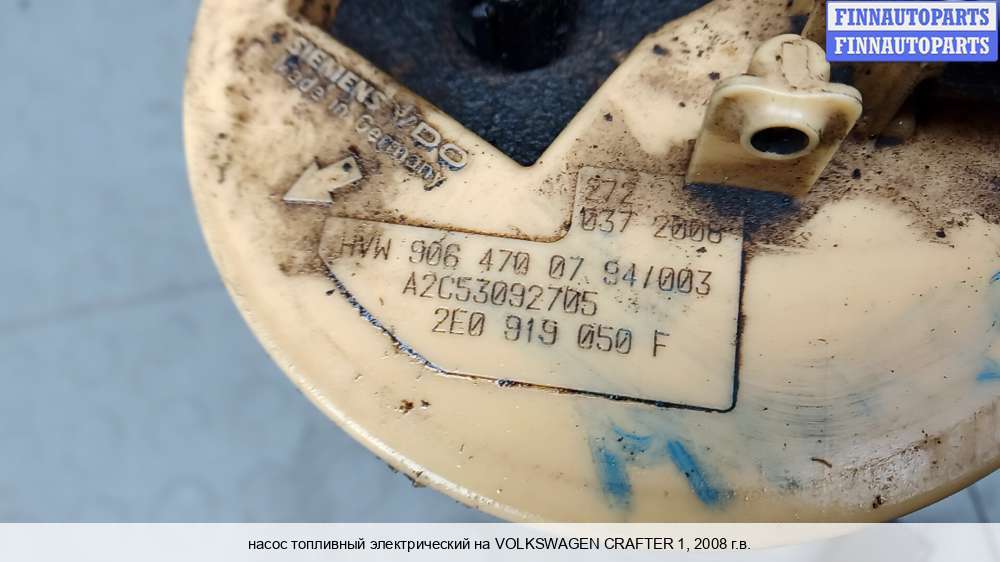 FINNAUTOPARTS
FINNAUTOPARTS
SIEMENS VDO
Made in Germany
272
037 2008
HVW 906 470 07 94/003
A2C53092705
2E0 919 050 F
M
насос топливный электрический на VOLKSWAGEN CRAFTER 1, 2008 г.в.